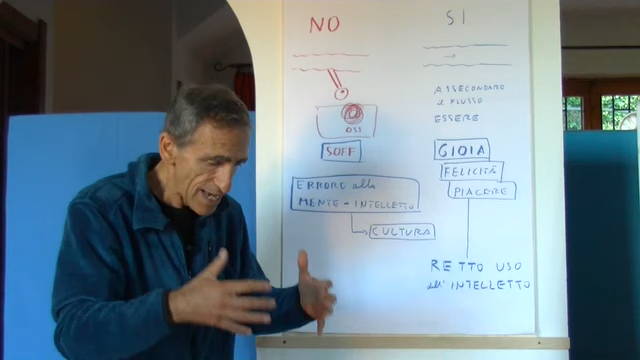 NO
OSS
SOFF
ERRORE della
MENTE - INTELLETTO
CULTURA
SI
ASSECONDARE
il FLUSSO
ESSERE
GIOIA
FELICITÀ
PIACERE
RETTO USO
dell'INTELLETTO